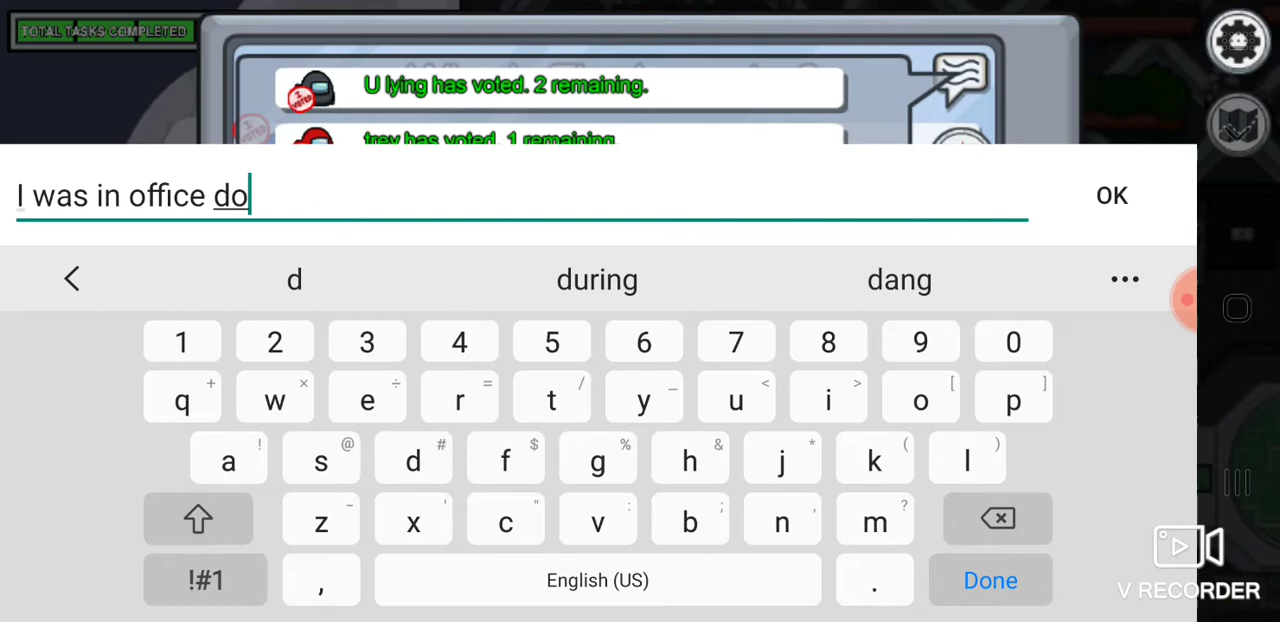 TOTAL TASKS COMPLETED
U lying has voted. 2 remaining.
trey has voted. 1 remaining.
I was in office do
OK
d during dang
1 2 3 4 5 6 7 8 9 0
q + w × e ÷ r = t / y _ u < i > o [ p ]
a ! s @ d # f $ g % h & j * k ( l )
z - x ' c " v : b ; n , m ?
!#1 , English (US) . Done
V RECORDER